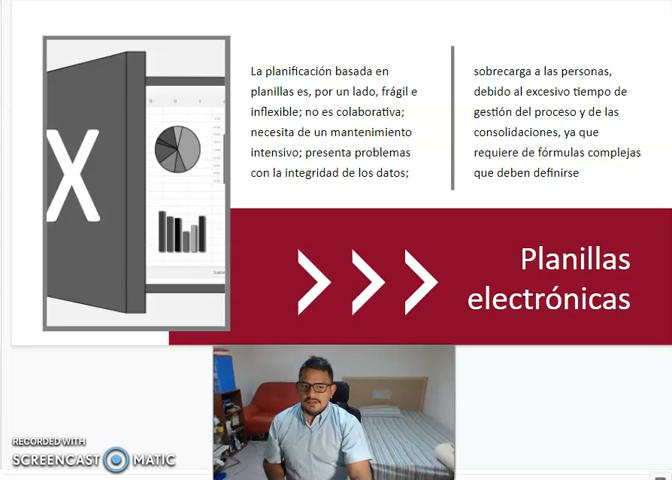 X
La planificación basada en
planillas es, por un lado, frágil e
inflexible; no es colaborativa;
necesita de un mantenimiento
intensivo; presenta problemas
con la integridad de los datos;
sobrecarga a las personas,
debido al excesivo tiempo de
gestión del proceso y de las
consolidaciones, ya que
requiere de fórmulas complejas
que deben definirse
Planillas
electrónicas
RECORDED WITH
SCREENCAST MATIC